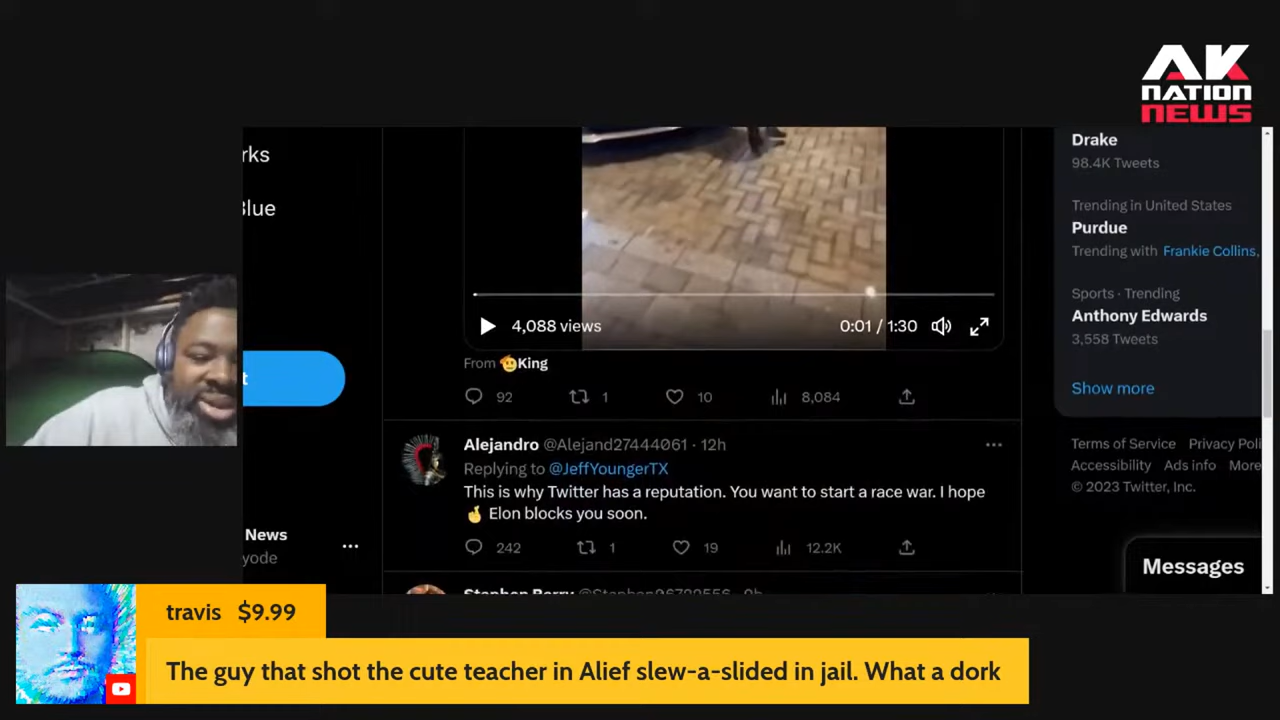 AK
NATION
NEWS
rks
Blue
t
News
yode
4,088 views
0:01 / 1:30
From 🫡King
92 1 10 8,084
Alejandro @Alejand27444061 · 12h
Replying to @JeffYoungerTX
This is why Twitter has a reputation. You want to start a race war. I hope
🤞 Elon blocks you soon.
242 1 19 12.2K
Drake
98.4K Tweets
Trending in United States
Purdue
Trending with Frankie Collins,
Sports · Trending
Anthony Edwards
3,558 Tweets
Show more
Terms of Service Privacy Poli
Accessibility Ads info More
© 2023 Twitter, Inc.
Messages
travis $9.99
The guy that shot the cute teacher in Alief slew-a-slided in jail. What a dork